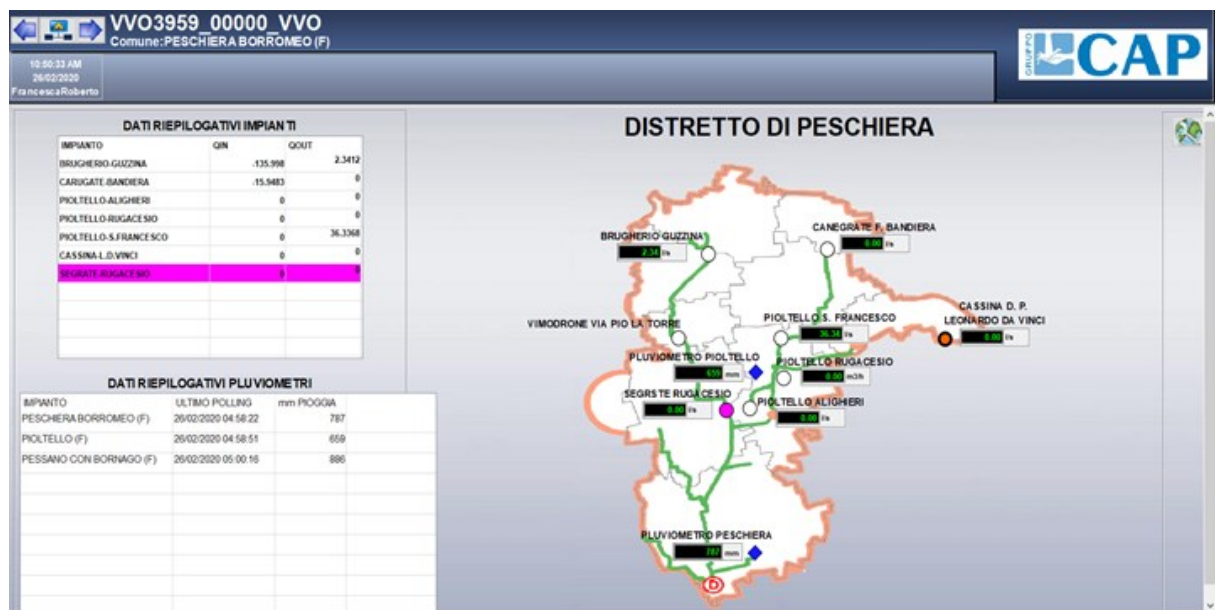 VVO3959_00000_VVO
Comune:PESCHIERA BORROMEO (F)
GRUPPO CAP
10:50:33 AM
26/02/2020
FrancescaRoberto
DATI RIEPILOGATIVI IMPIANTI
IMPIANTO QIN QOUT
BRUGHERIO-GUZZINA -135.998 2.3412
CARUGATE-BANDIERA -15.9483 0
PIOLTELLO-ALIGHIERI 0 0
PIOLTELLO-RUGACESIO 0 0
PIOLTELLO-S.FRANCESCO 0 36.3368
CASSINA-L.D.VINCI 0 0
SEGRATE-RUGACESIO 0 0
DATI RIEPILOGATIVI PLUVIOMETRI
IMPIANTO ULTIMO POLLING mm PIOGGIA
PESCHIERA BORROMEO (F) 26/02/2020 04:58:22 787
PIOLTELLO (F) 26/02/2020 04:58:51 659
PESSANO CON BORNAGO (F) 26/02/2020 05:00:16 886
DISTRETTO DI PESCHIERA
CANEGRATE F. BANDIERA
0.00 l/s
BRUGHERIO GUZZINA
2.34 l/s
CASSINA D. P.
LEONARDO DA VINCI
0.00 l/s
PIOLTELLO S. FRANCESCO
36.34 l/s
VIMODRONE VIA PIO LA TORRE
PLUVIOMETRO PIOLTELLO
659 mm
PIOLTELLO RUGACESIO
0.00 m3/h
SEGRSTE RUGACESIO
0.00 l/s
PIOLTELLO ALIGHIERI
0.00 l/s
PLUVIOMETRO PESCHIERA
787 mm
D